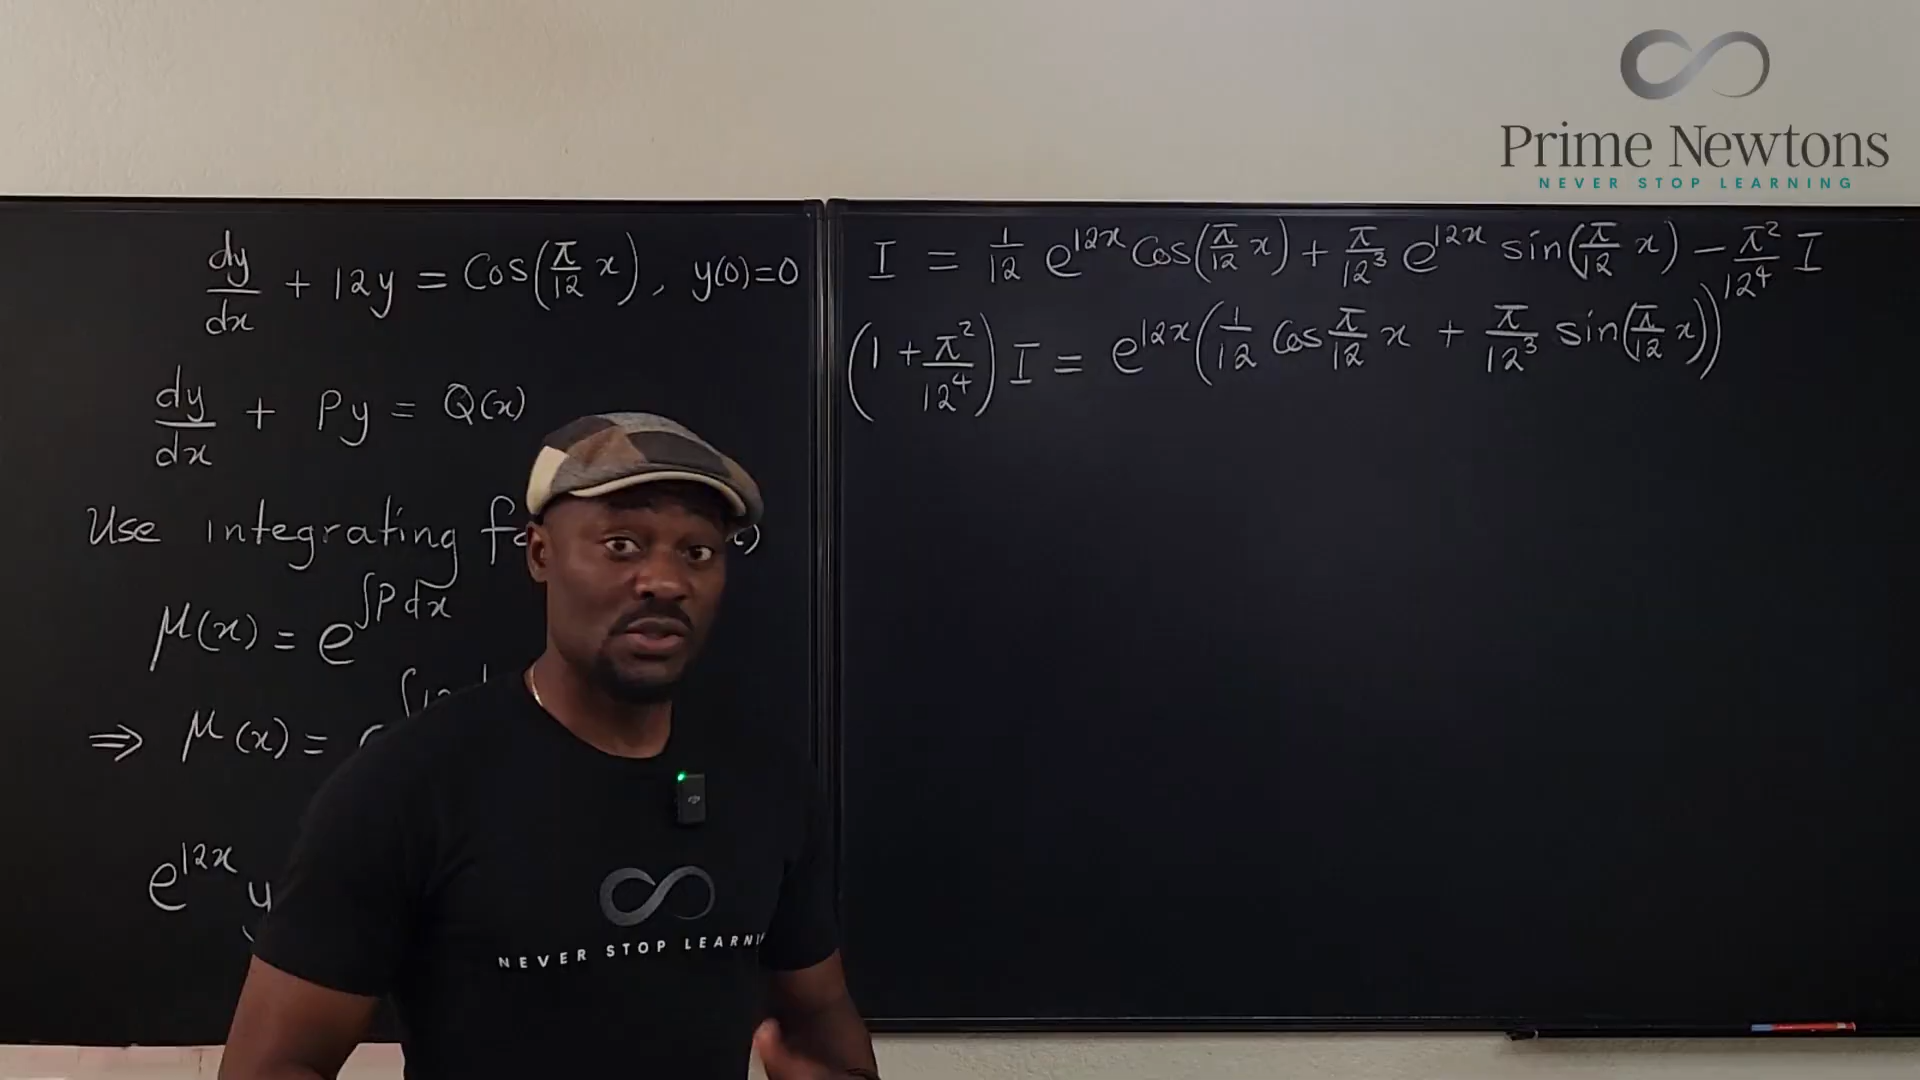 Prime Newtons
NEVER STOP LEARNING
dy/dx + 12y = Cos(π/12 x), y(0)=0
dy/dx + Py = Q(x)
Use integrating
μ(x) = e^∫P dx
⇒ μ(x) =
e^12x y
I = 1/12 e^12x Cos(π/12 x) + π/12³ e^12x sin(π/12 x) − π²/12⁴ I
(1 + π²/12⁴) I = e^12x (1/12 Cos π/12 x + π/12³ sin(π/12 x))
NEVER STOP